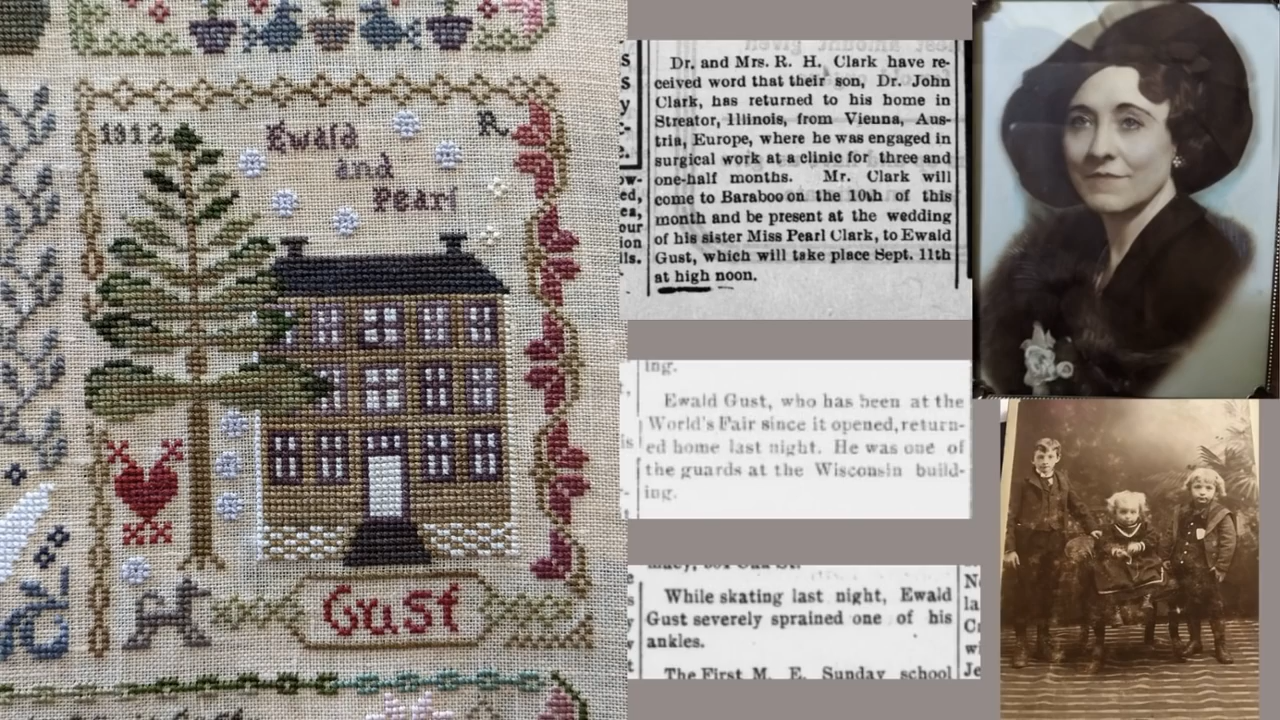 1912
R.
Ewald
and
Pearl
Gust
Dr. and Mrs. R. H. Clark have re-
ceived word that their son, Dr. John
Clark, has returned to his home in
Streator, Illinois, from Vienna, Aus-
tria, Europe, where he was engaged in
surgical work at a clinic for three and
one-half months. Mr. Clark will
come to Baraboo on the 10th of this
month and be present at the wedding
of his sister Miss Pearl Clark, to Ewald
Gust, which will take place Sept. 11th
at high noon.
ing.
Ewald Gust, who has been at the
World's Fair since it opened, return-
ed home last night. He was one of
the guards at the Wisconsin build-
ing.
While skating last night, Ewald
Gust severely sprained one of his
ankles.
The First M. E. Sunday school